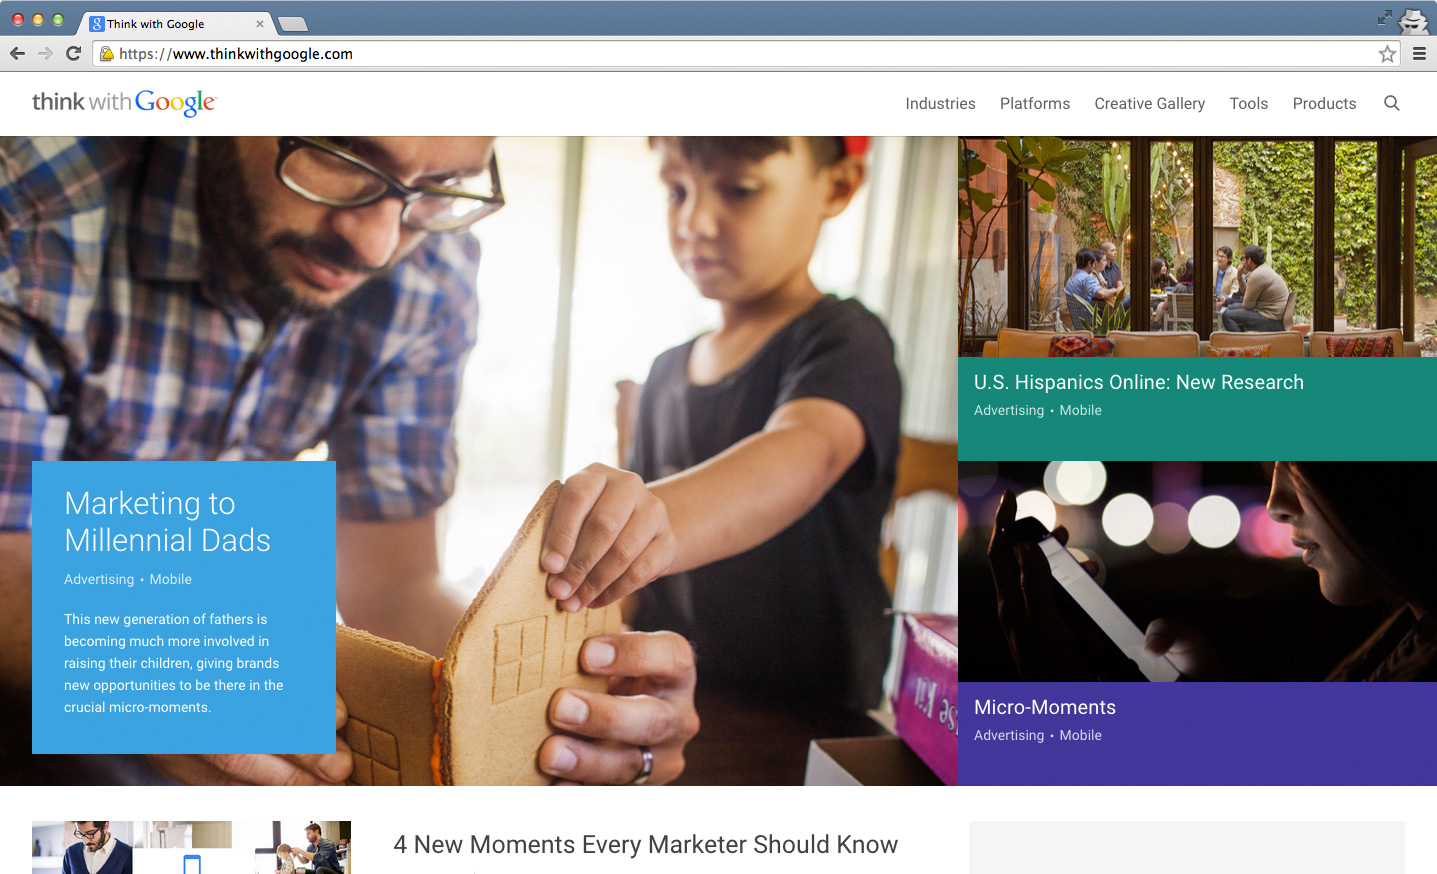 Think with Google
https://www.thinkwithgoogle.com
think with Google
Industries Platforms Creative Gallery Tools Products
Marketing to
Millennial Dads
Advertising • Mobile
This new generation of fathers is
becoming much more involved in
raising their children, giving brands
new opportunities to be there in the
crucial micro-moments.
U.S. Hispanics Online: New Research
Advertising • Mobile
Micro-Moments
Advertising • Mobile
4 New Moments Every Marketer Should Know